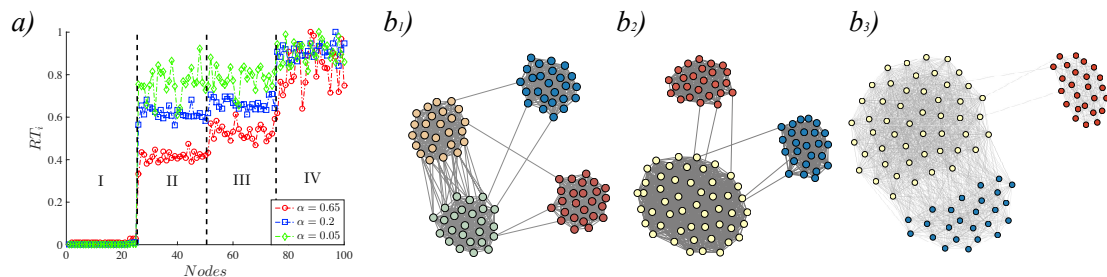 a)
b1)
b2)
b3)
1
0.8
0.6
0.4
0.2
0
RTi
I
II
III
IV
α = 0.65
α = 0.2
α = 0.05
0
20
40
60
80
100
Nodes